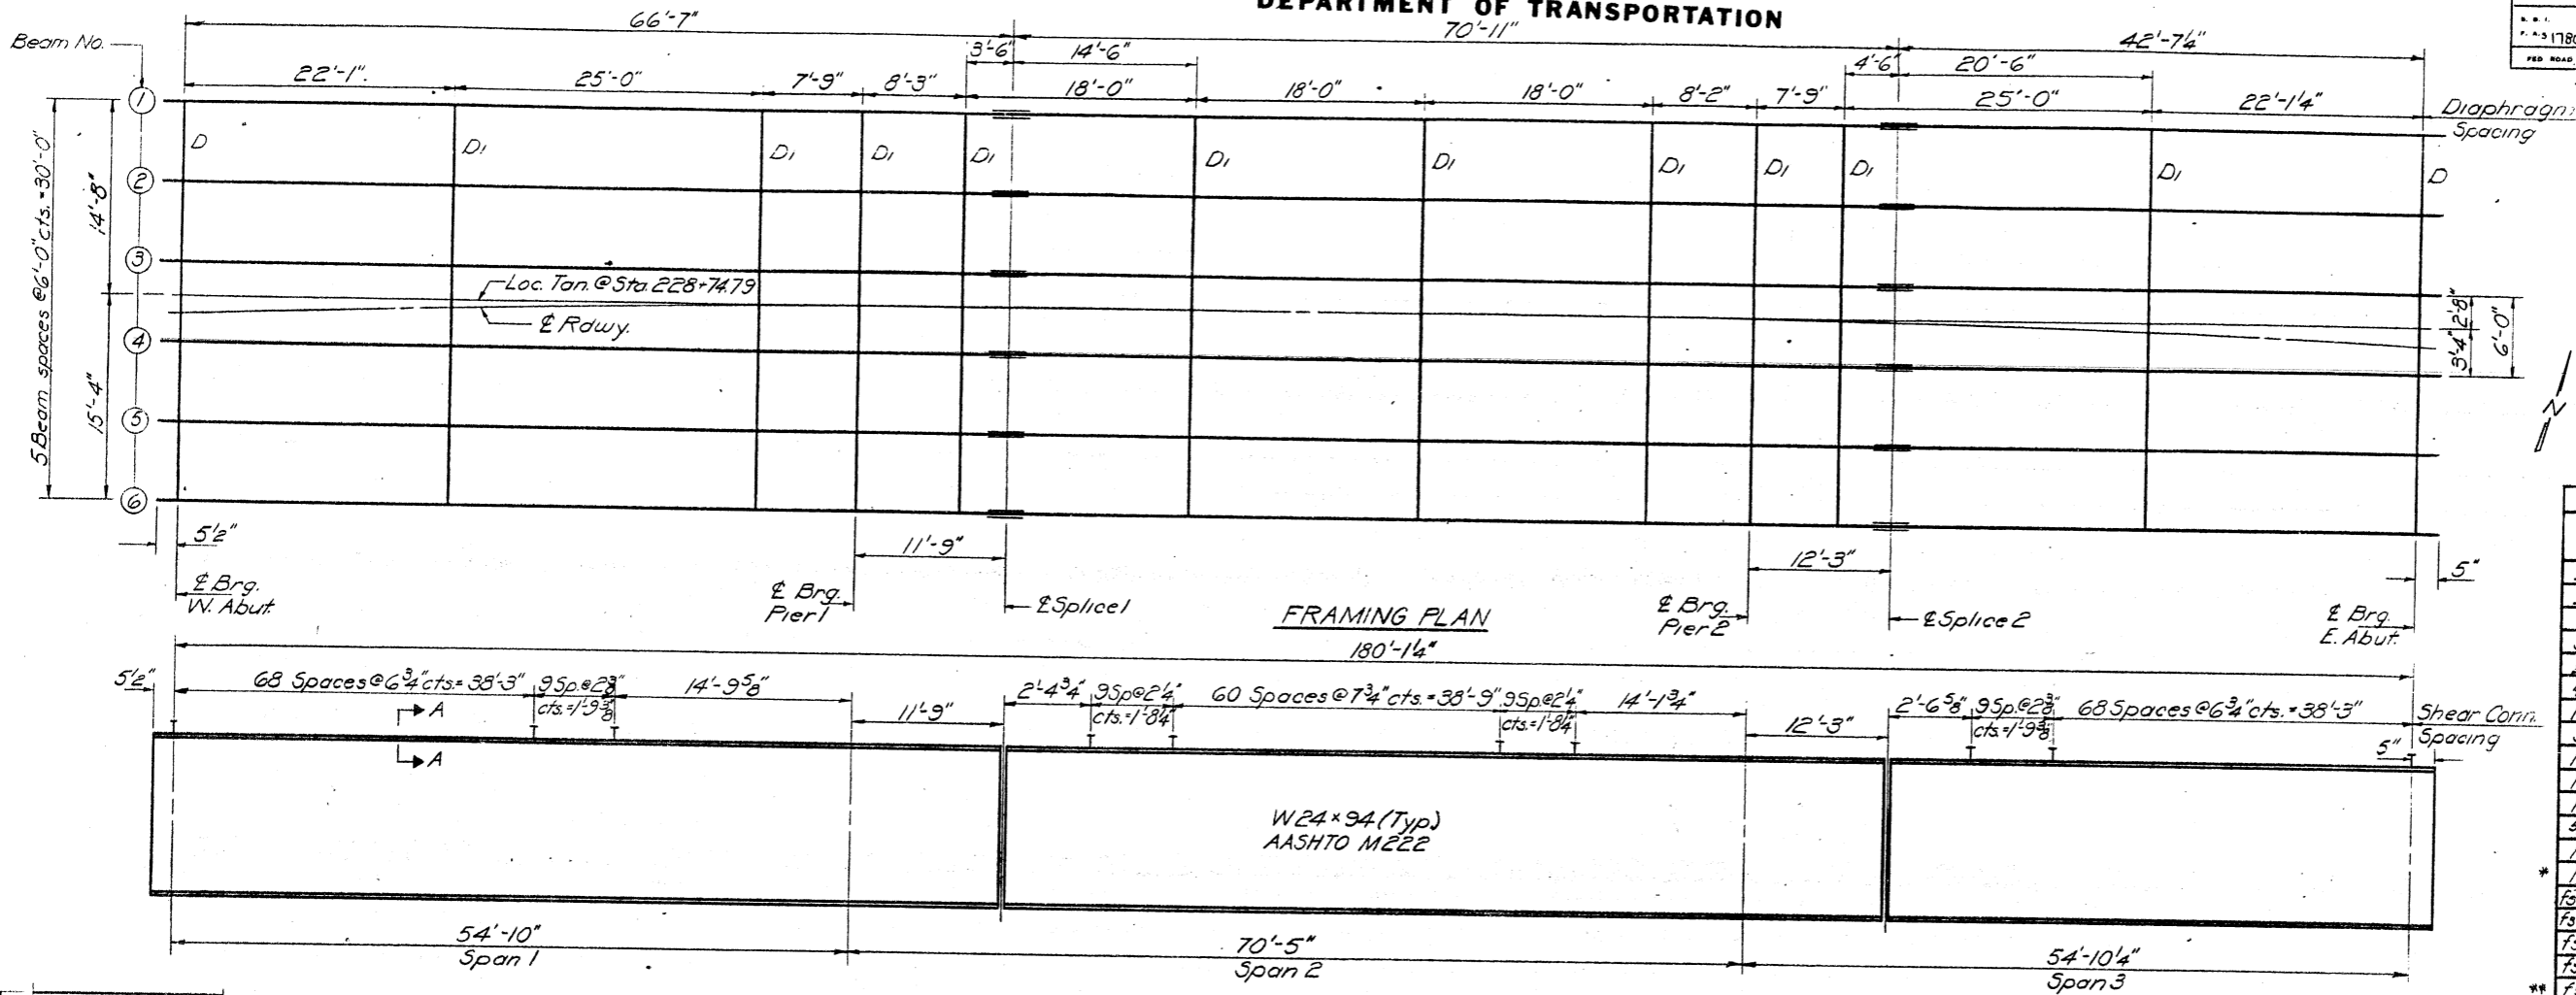 DEPARTMENT OF TRANSPORTATION
F.A.S 1780
FED ROAD
66'-7"
70'-11"
42'-7¼"
Beam No.
3'-6"
14'-6"
4'-6"
20'-6"
22'-1"
25'-0"
7'-9"
8'-3"
18'-0"
18'-0"
18'-0"
8'-2"
7'-9"
25'-0"
22'-1¼"
Diaphragm
Spacing
1
2
3
4
5
6
5 Beam spaces @ 6'-0" cts. = 30'-0"
14'-8"
15'-4"
D
D1
D1
D1
D1
D1
D1
D1
D1
D1
D1
D
Loc. Tan. @ Sta. 228+74.79
℄ Rdwy.
2'-8"
3'-4"
6'-0"
N
5½"
11'-9"
12'-3"
5"
℄ Brg.
W. Abut.
℄ Brg.
Pier 1
℄ Splice 1
FRAMING PLAN
℄ Brg.
Pier 2
℄ Splice 2
℄ Brg.
E. Abut.
180'-1¼"
5½"
68 Spaces @ 6¾" cts. = 38'-3"
9 Sp. @ 2⅜"
cts. = 1'-9⅜"
14'-9⅝"
11'-9"
2'-4¾"
9 Sp @ 2¼"
cts. = 1'-8¼"
60 Spaces @ 7¾" cts. = 38'-9"
9 Sp. @ 2¼"
cts. = 1'-8¼"
14'-1¾"
12'-3"
2'-6⅝"
9 Sp. @ 2⅜"
cts. = 1'-9⅜"
68 Spaces @ 6¾" cts. = 38'-3"
Shear Conn.
Spacing
5"
A
A
W24×94 (Typ.)
AASHTO M222
54'-10"
Span 1
70'-5"
Span 2
54'-10¼"
Span 3
*
**